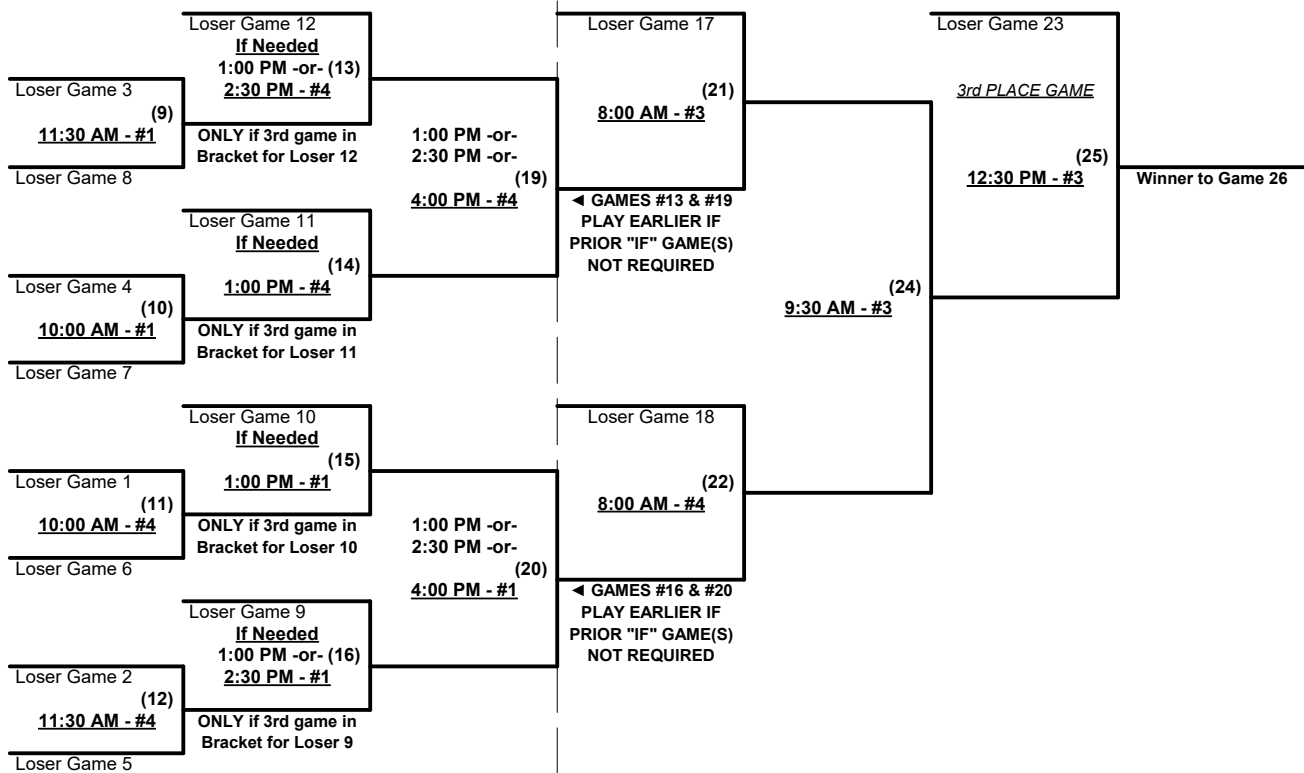 Loser Game 12
If Needed
1:00 PM -or- (13)
2:30 PM - #4
Loser Game 3
(9)
11:30 AM - #1
ONLY if 3rd game in
Bracket for Loser 12
Loser Game 8
Loser Game 11
If Needed
(14)
1:00 PM - #4
Loser Game 4
(10)
10:00 AM - #1
ONLY if 3rd game in
Bracket for Loser 11
Loser Game 7
1:00 PM -or-
2:30 PM -or-
(19)
4:00 PM - #4
Loser Game 10
If Needed
(15)
1:00 PM - #1
Loser Game 1
(11)
10:00 AM - #4
ONLY if 3rd game in
Bracket for Loser 10
Loser Game 6
Loser Game 9
If Needed
1:00 PM -or- (16)
2:30 PM - #1
Loser Game 2
(12)
11:30 AM - #4
ONLY if 3rd game in
Bracket for Loser 9
Loser Game 5
1:00 PM -or-
2:30 PM -or-
(20)
4:00 PM - #1
Loser Game 17
(21)
8:00 AM - #3
◄ GAMES #13 & #19
PLAY EARLIER IF
PRIOR "IF" GAME(S)
NOT REQUIRED
Loser Game 18
(22)
8:00 AM - #4
◄ GAMES #16 & #20
PLAY EARLIER IF
PRIOR "IF" GAME(S)
NOT REQUIRED
(24)
9:30 AM - #3
Loser Game 23
3rd PLACE GAME
(25)
12:30 PM - #3
Winner to Game 26